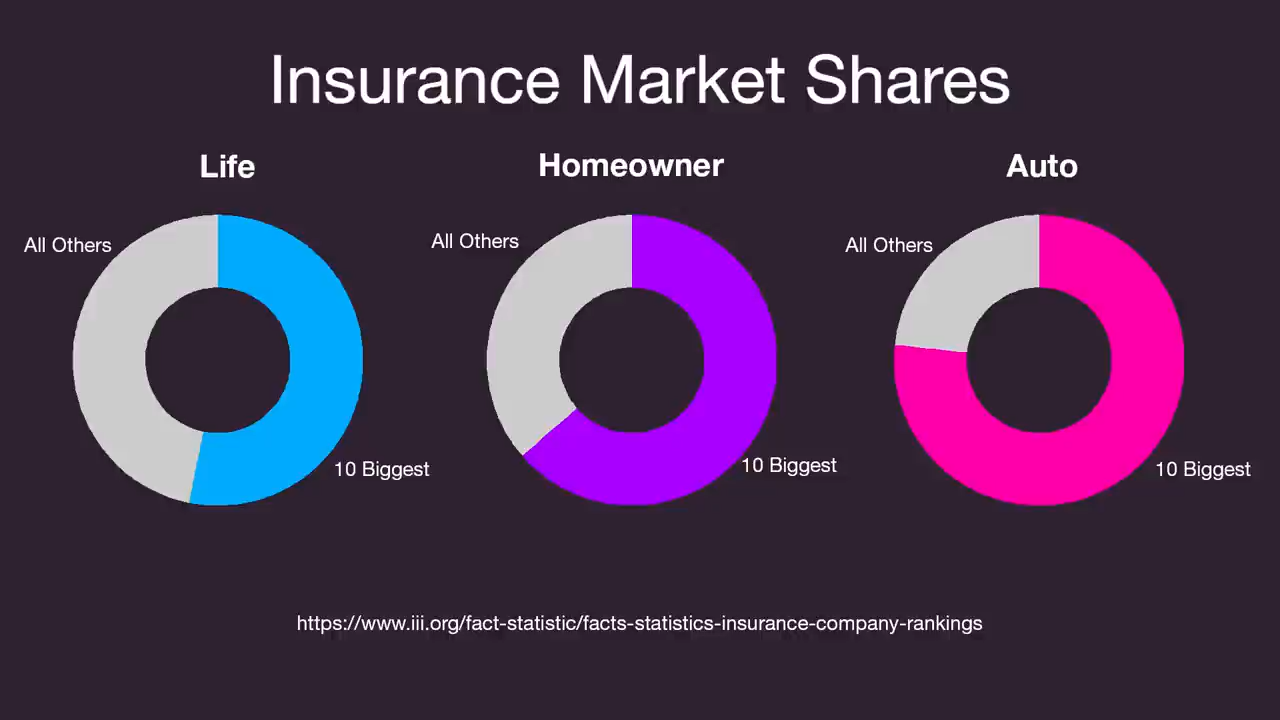 Insurance Market Shares
Life
Homeowner
Auto
All Others
10 Biggest
All Others
10 Biggest
All Others
10 Biggest
https://www.iii.org/fact-statistic/facts-statistics-insurance-company-rankings